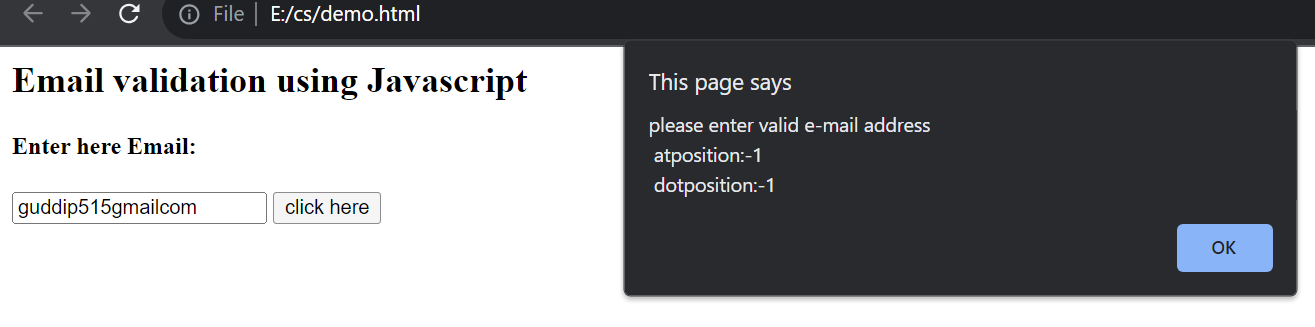 File | E:/cs/demo.html
Email validation using Javascript
Enter here Email:
guddip515gmailcom click here
This page says
please enter valid e-mail address
atposition:-1
dotposition:-1
OK